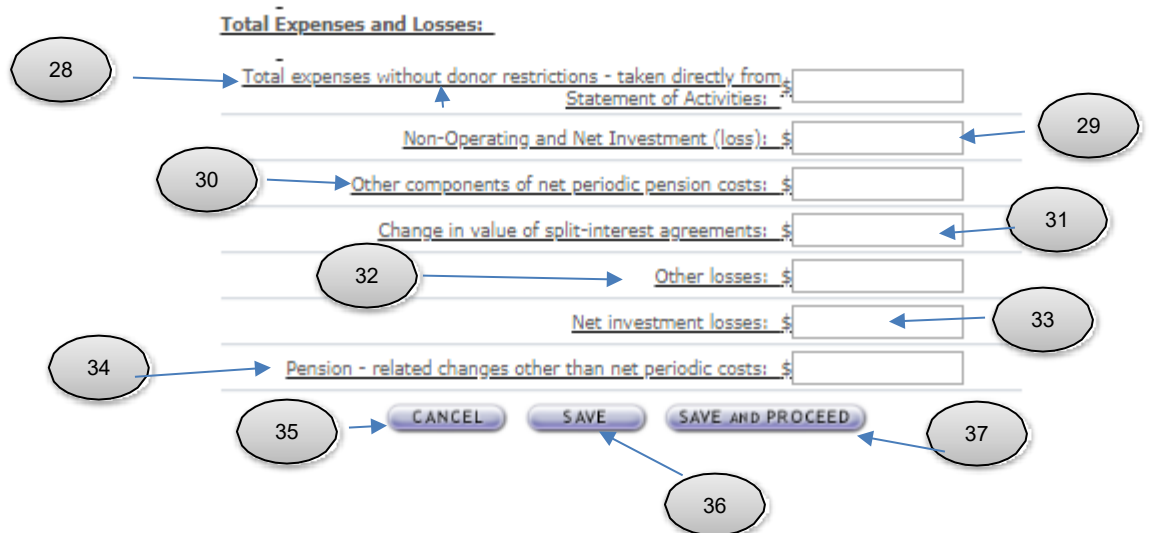 Total Expenses and Losses:
28
Total expenses without donor restrictions - taken directly from $
Statement of Activities:
Non-Operating and Net Investment (loss): $
29
30
Other components of net periodic pension costs: $
Change in value of split-interest agreements: $
31
32
Other losses: $
Net investment losses: $
33
34
Pension - related changes other than net periodic costs: $
35
CANCEL SAVE SAVE AND PROCEED
37
36